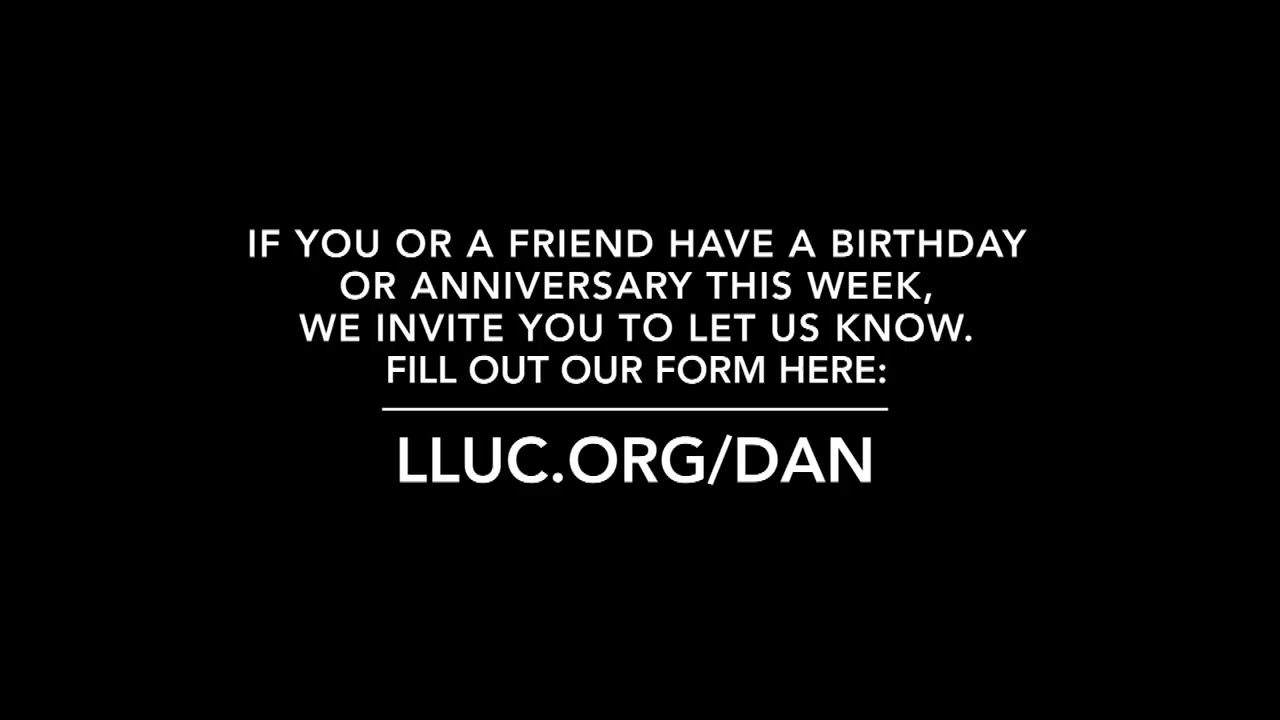 IF YOU OR A FRIEND HAVE A BIRTHDAY
OR ANNIVERSARY THIS WEEK,
WE INVITE YOU TO LET US KNOW.
FILL OUT OUR FORM HERE:
LLUC.ORG/DAN